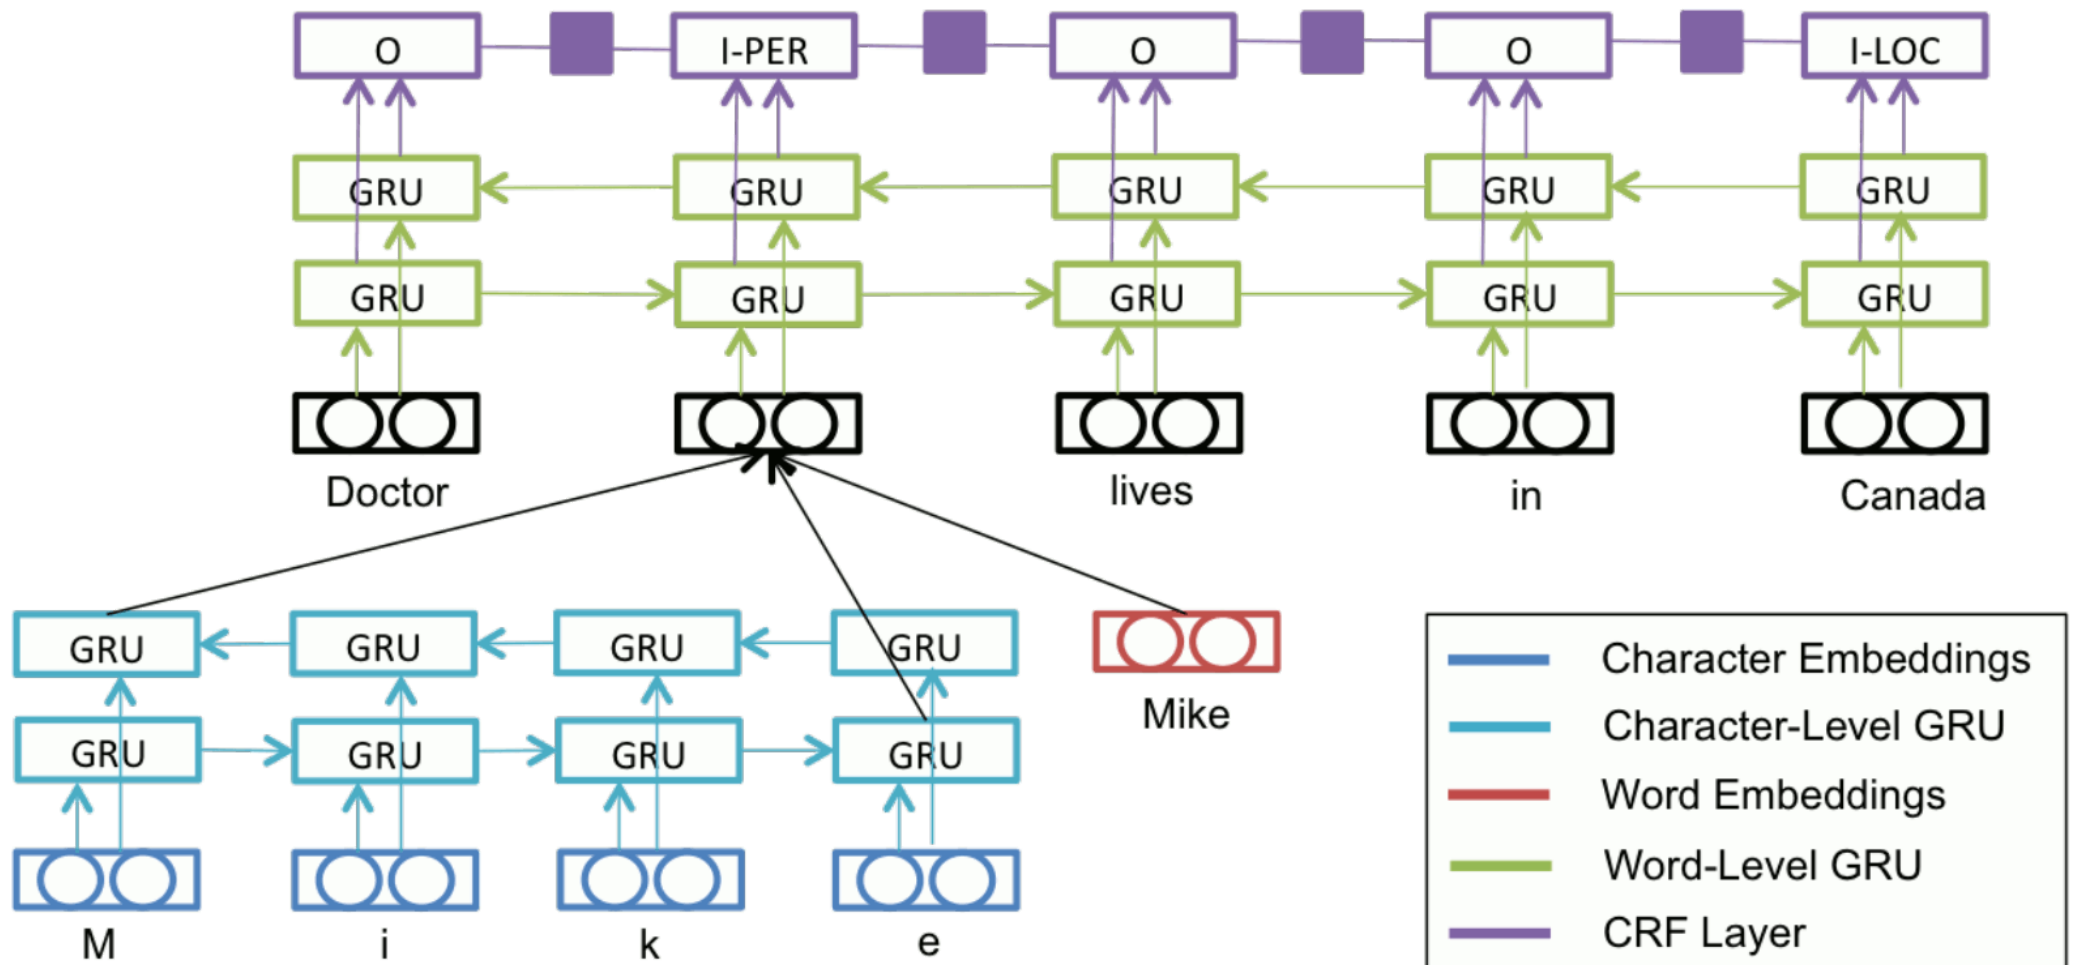 O I-PER O O I-LOC
GRU GRU GRU GRU GRU
GRU GRU GRU GRU GRU
Doctor lives in Canada
GRU GRU GRU GRU
Mike
GRU GRU GRU GRU
M i k e
Character Embeddings
Character-Level GRU
Word Embeddings
Word-Level GRU
CRF Layer